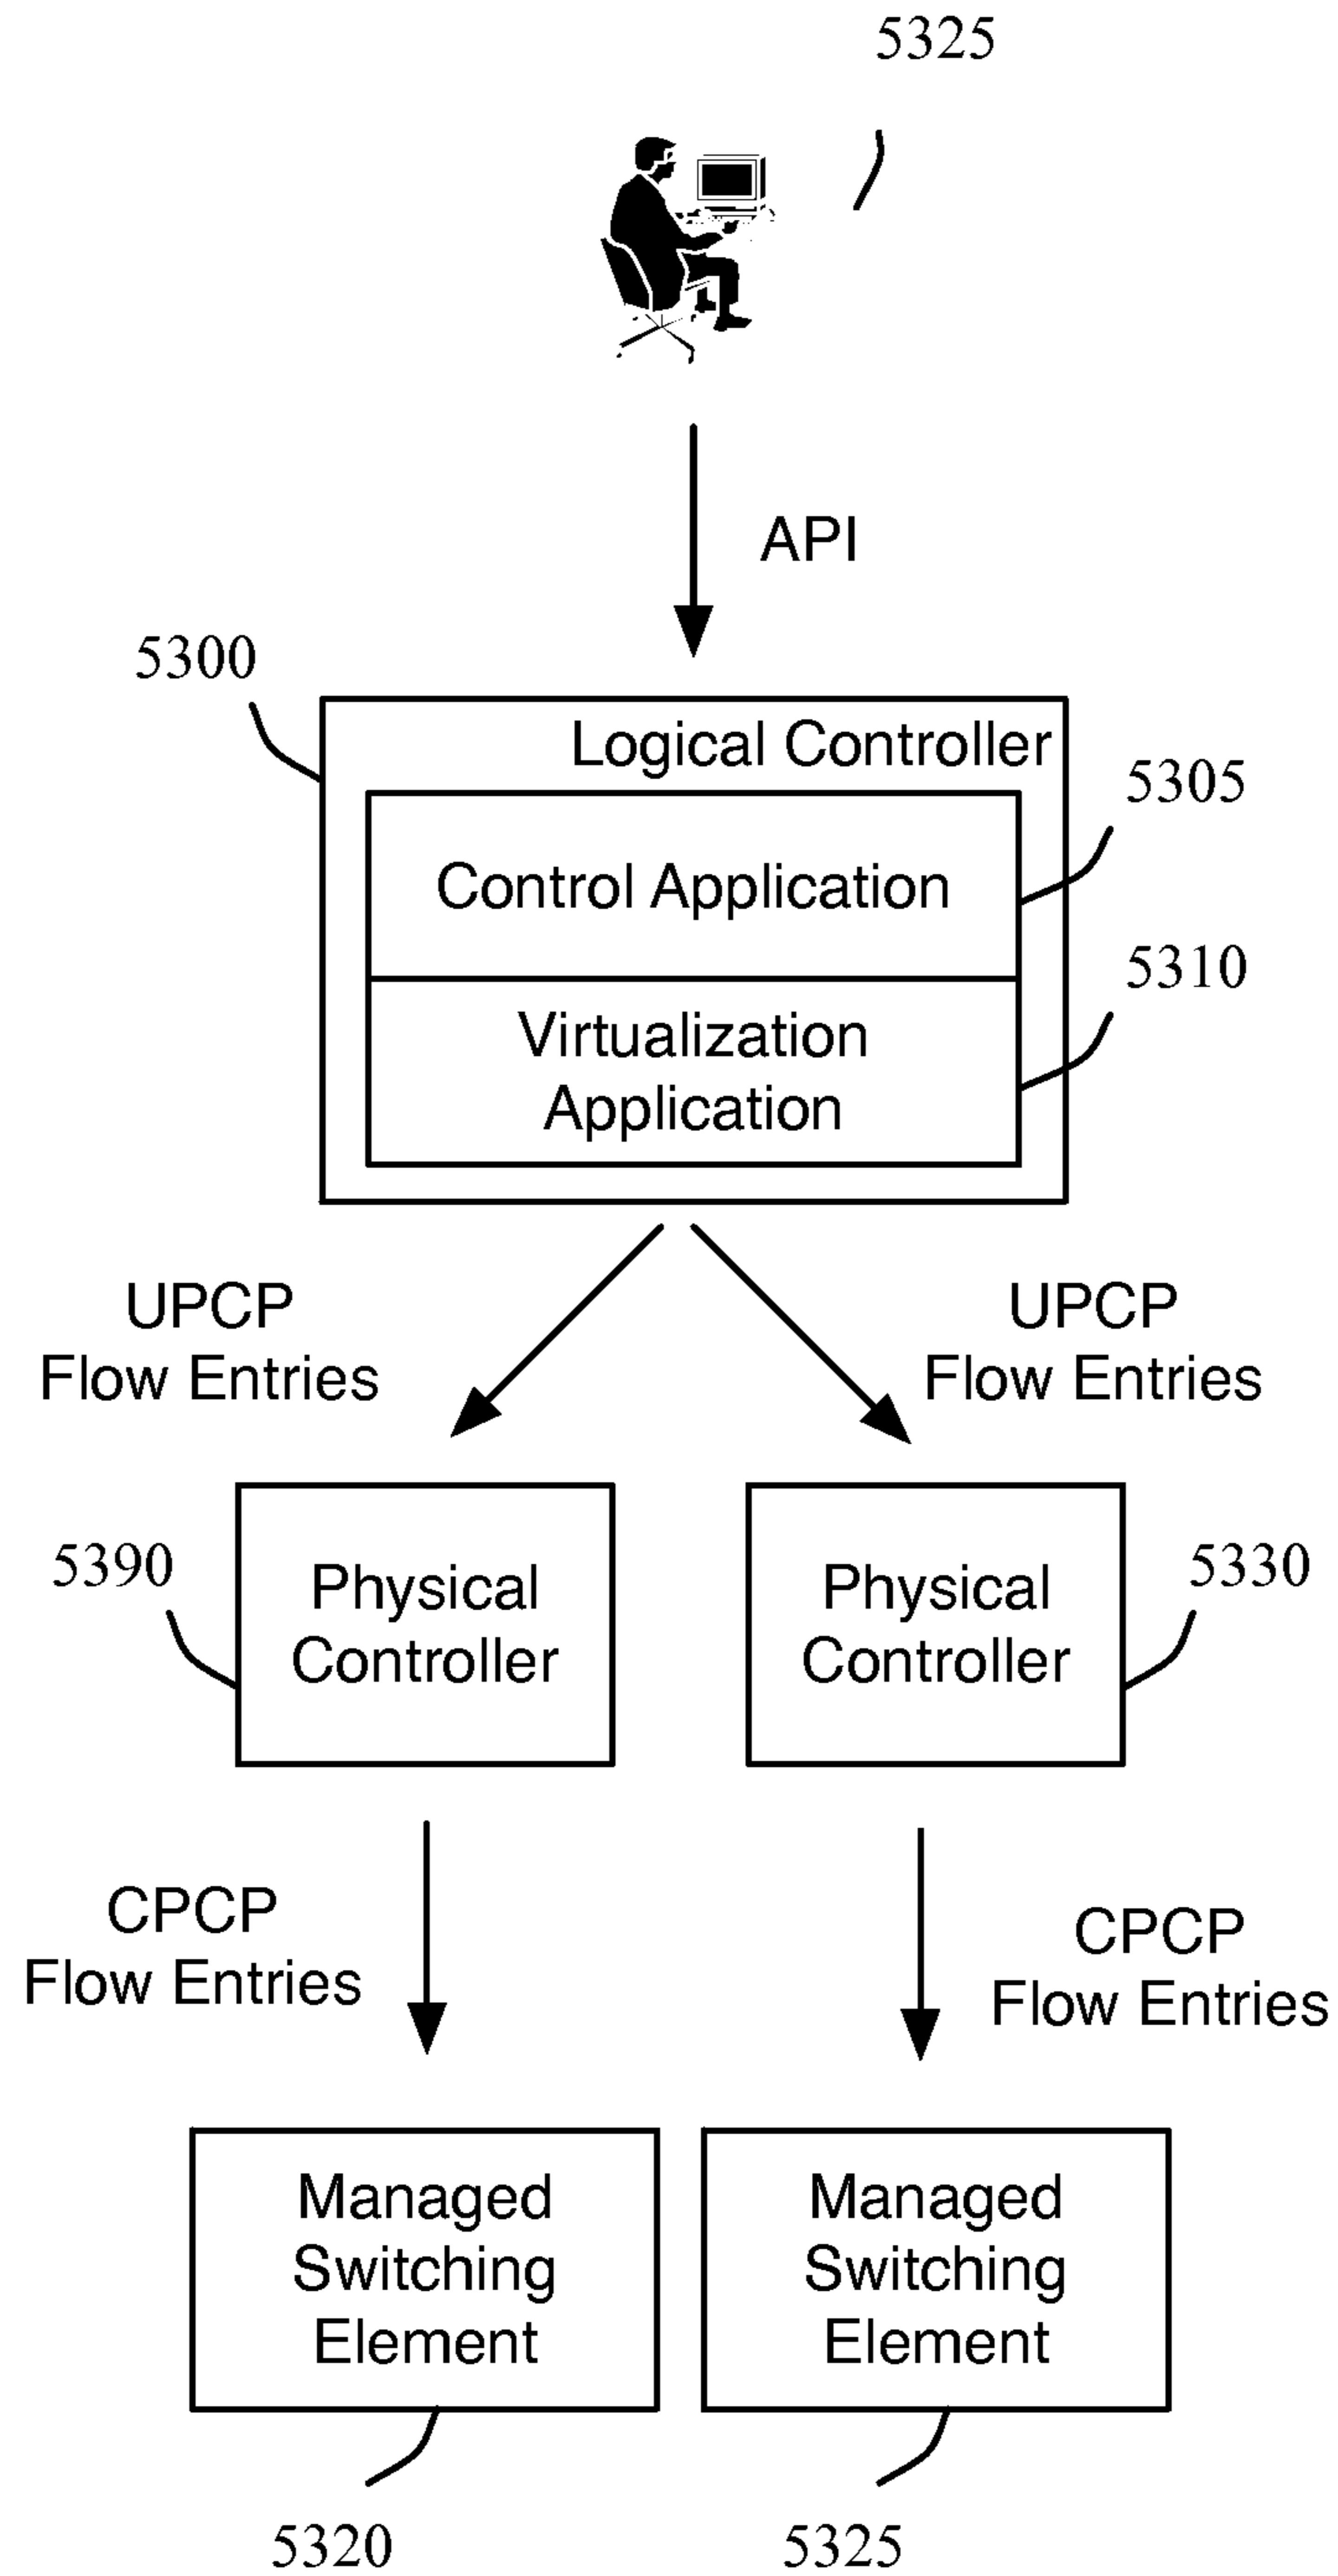 5325
API
5300
Logical Controller
5305
Control Application
5310
Virtualization
Application
UPCP
Flow Entries
UPCP
Flow Entries
5390
Physical
Controller
Physical
Controller
5330
CPCP
Flow Entries
CPCP
Flow Entries
Managed
Switching
Element
Managed
Switching
Element
5320
5325